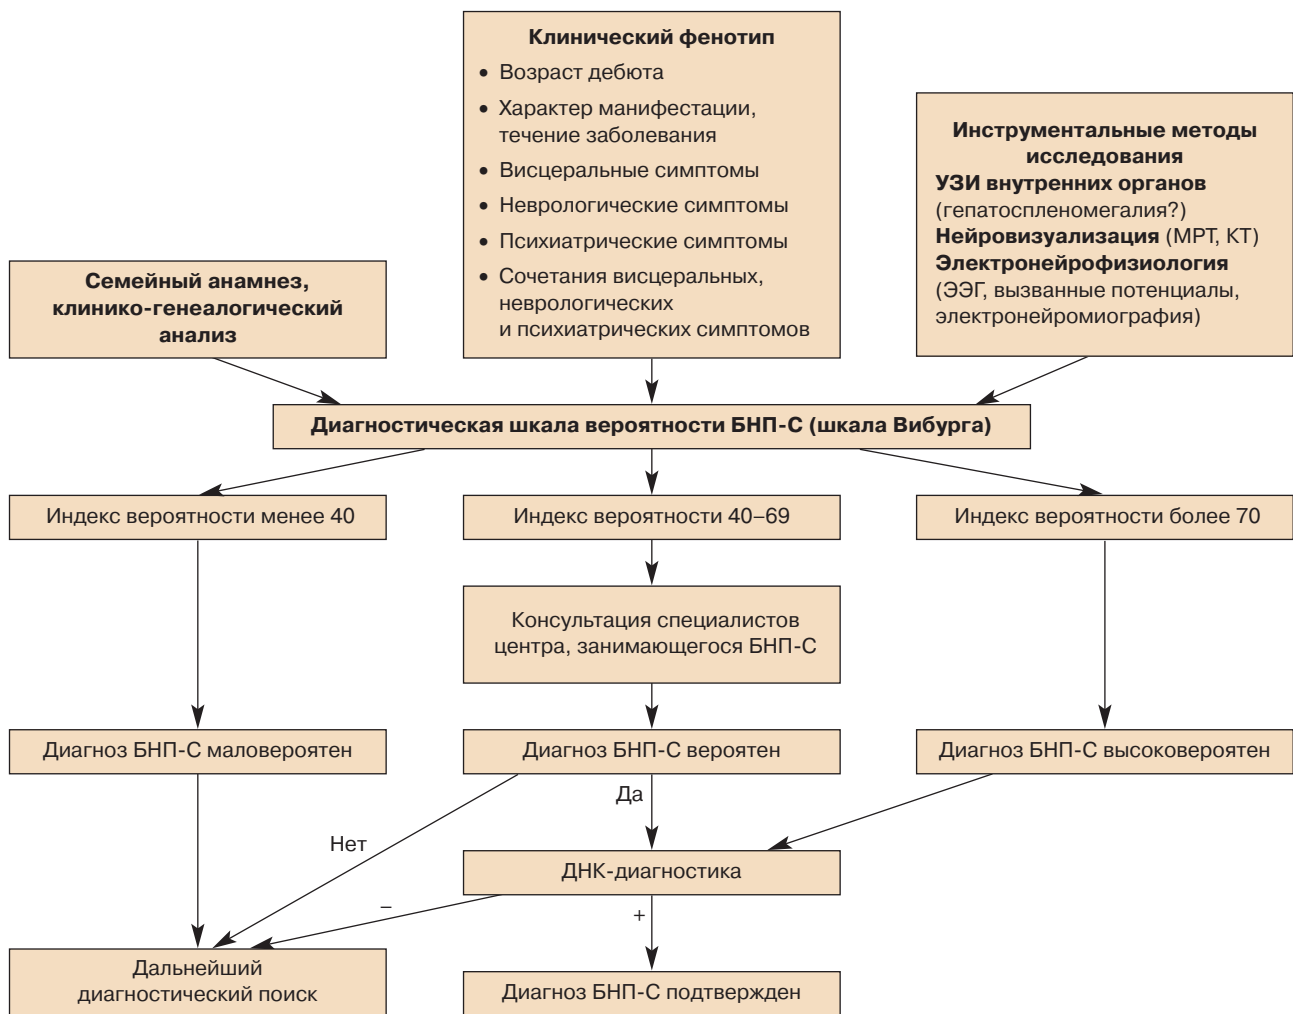 Клинический фенотип
• Возраст дебюта
• Характер манифестации,
течение заболевания
• Висцеральные симптомы
• Неврологические симптомы
• Психиатрические симптомы
• Сочетания висцеральных,
неврологических
и психиатрических симптомов
Инструментальные методы
исследования
УЗИ внутренних органов
(гепатоспленомегалия?)
Нейровизуализация (МРТ, КТ)
Электронейрофизиология
(ЭЭГ, вызванные потенциалы,
электронейромиография)
Семейный анамнез,
клинико-генеалогический
анализ
Диагностическая шкала вероятности БНП-С (шкала Вибурга)
Индекс вероятности менее 40
Индекс вероятности 40–69
Индекс вероятности более 70
Консультация специалистов
центра, занимающегося БНП-С
Диагноз БНП-С маловероятен
Диагноз БНП-С вероятен
Диагноз БНП-С высоковероятен
Да
Нет
ДНК-диагностика
–
+
Дальнейший
диагностический поиск
Диагноз БНП-С подтвержден